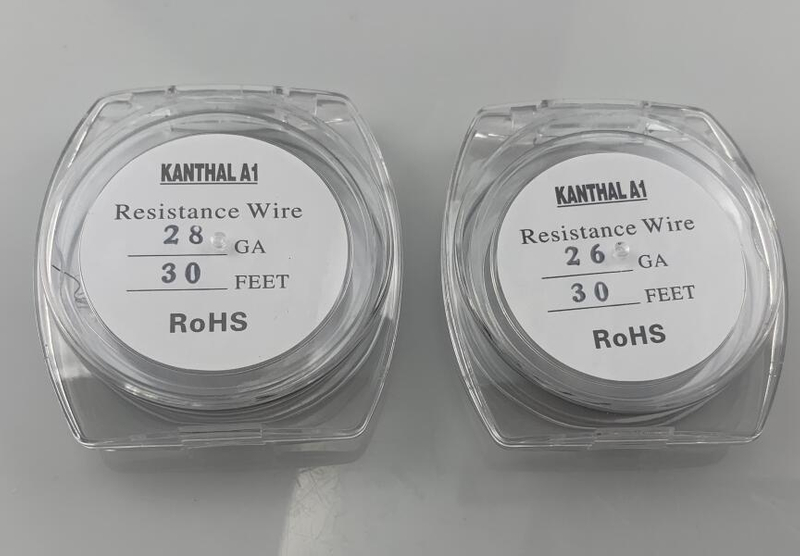 KANTHAL A1
Resistance Wire
28 GA
30 FEET
RoHS
KANTHAL A1
Resistance Wire
26 GA
30 FEET
RoHS